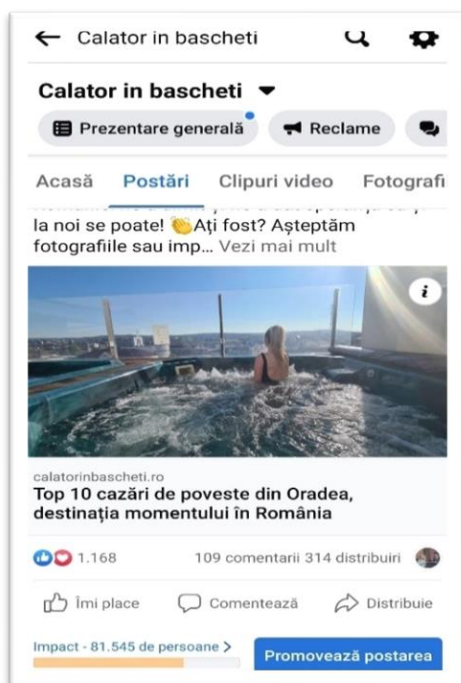 Calator in bascheti
Calator in bascheti
Prezentare generală
Reclame
Acasă
Postări
Clipuri video
Fotografi
la noi se poate! 👏Ați fost? Așteptăm
fotografiile sau imp... Vezi mai mult
i
calatorinbascheti.ro
Top 10 cazări de poveste din Oradea,
destinația momentului în România
1.168
109 comentarii 314 distribuiri
Îmi place
Comentează
Distribuie
Impact - 81.545 de persoane >
Promovează postarea